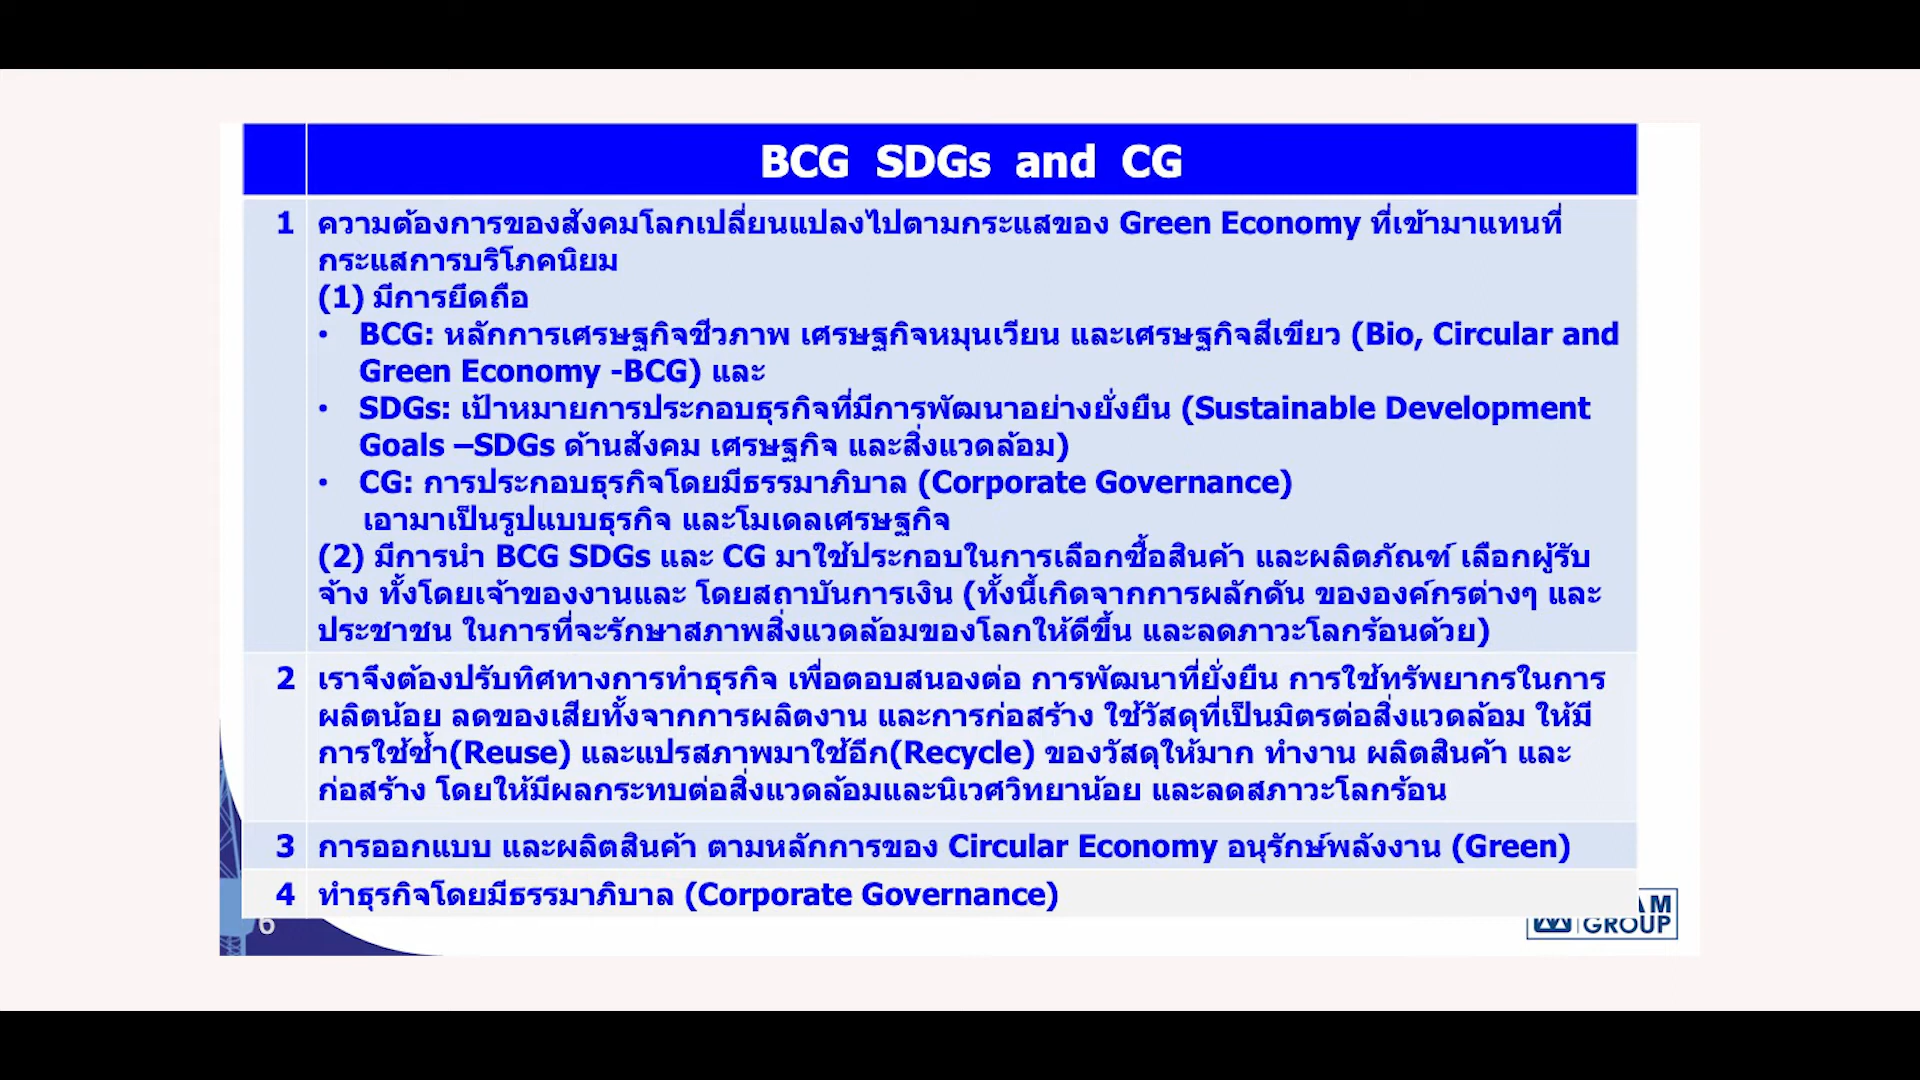 BCG SDGs and CG
1 ความต้องการของสังคมโลกเปลี่ยนแปลงไปตามกระแสของ Green Economy ที่เข้ามาแทนที่
กระแสการบริโภคนิยม
(1) มีการยึดถือ
• BCG: หลักการเศรษฐกิจชีวภาพ เศรษฐกิจหมุนเวียน และเศรษฐกิจสีเขียว (Bio, Circular and
Green Economy -BCG) และ
• SDGs: เป้าหมายการประกอบธุรกิจที่มีการพัฒนาอย่างยั่งยืน (Sustainable Development
Goals –SDGs ด้านสังคม เศรษฐกิจ และสิ่งแวดล้อม)
• CG: การประกอบธุรกิจโดยมีธรรมาภิบาล (Corporate Governance)
เอามาเป็นรูปแบบธุรกิจ และโมเดลเศรษฐกิจ
(2) มีการนำ BCG SDGs และ CG มาใช้ประกอบในการเลือกซื้อสินค้า และผลิตภัณฑ์ เลือกผู้รับ
จ้าง ทั้งโดยเจ้าของงานและ โดยสถาบันการเงิน (ทั้งนี้เกิดจากการผลักดัน ขององค์กรต่างๆ และ
ประชาชน ในการที่จะรักษาสภาพสิ่งแวดล้อมของโลกให้ดีขึ้น และลดภาวะโลกร้อนด้วย)
2 เราจึงต้องปรับทิศทางการทำธุรกิจ เพื่อตอบสนองต่อ การพัฒนาที่ยั่งยืน การใช้ทรัพยากรในการ
ผลิตน้อย ลดของเสียทั้งจากการผลิตงาน และการก่อสร้าง ใช้วัสดุที่เป็นมิตรต่อสิ่งแวดล้อม ให้มี
การใช้ซ้ำ(Reuse) และแปรสภาพมาใช้อีก(Recycle) ของวัสดุให้มาก ทำงาน ผลิตสินค้า และ
ก่อสร้าง โดยให้มีผลกระทบต่อสิ่งแวดล้อมและนิเวศวิทยาน้อย และลดสภาวะโลกร้อน
3 การออกแบบ และผลิตสินค้า ตามหลักการของ Circular Economy อนุรักษ์พลังงาน (Green)
4 ทำธุรกิจโดยมีธรรมาภิบาล (Corporate Governance)
6
GROUP